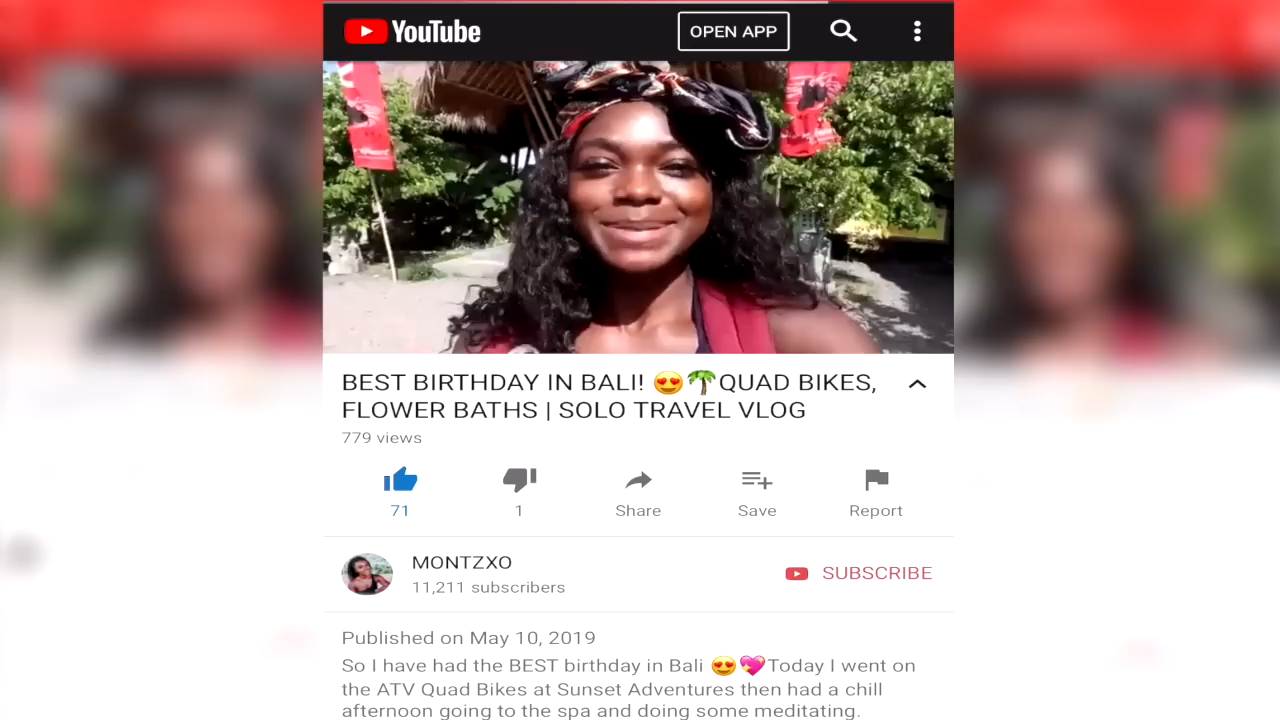 YouTube OPEN APP
BEST BIRTHDAY IN BALI! 😍🌴QUAD BIKES,
FLOWER BATHS | SOLO TRAVEL VLOG
779 views
71 1 Share Save Report
MONTZXO
11,211 subscribers
SUBSCRIBE
Published on May 10, 2019
So I have had the BEST birthday in Bali 😍💖Today I went on
the ATV Quad Bikes at Sunset Adventures then had a chill
afternoon going to the spa and doing some meditating.